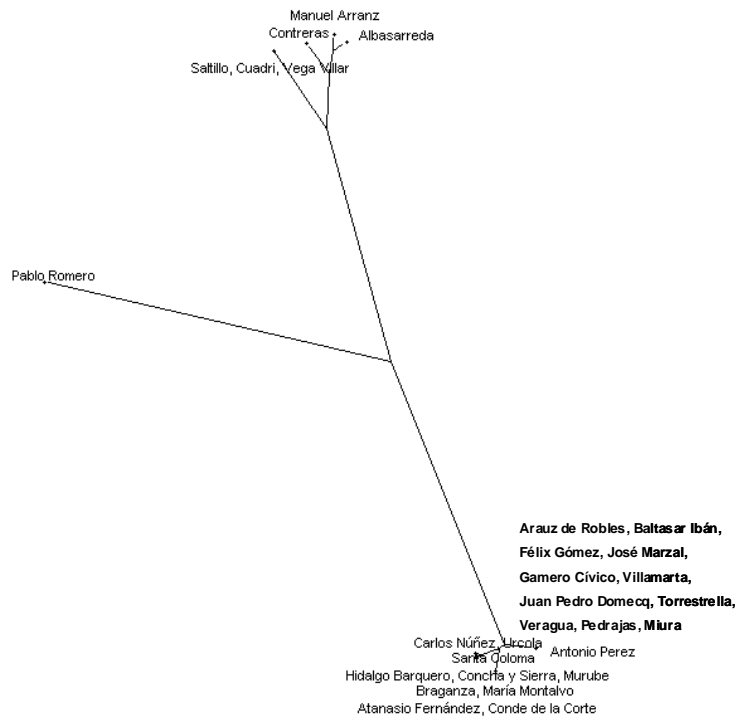 Manuel Arranz
Contreras
Albasarreda
Saltillo, Cuadri, Vega Villar
Pablo Romero
Arauz de Robles, Baltasar Ibán,
Félix Gómez, José Marzal,
Gamero Cívico, Villamarta,
Juan Pedro Domecq, Torrestrella,
Veragua, Pedrajas, Miura
Carlos Núñez, Urcola
Antonio Perez
Santa Coloma
Hidalgo Barquero, Concha y Sierra, Murube
Braganza, María Montalvo
Atanasio Fernández, Conde de la Corte